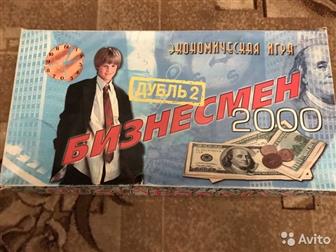 ЭКОНОМИЧЕСКАЯ ИГРА
ДУБЛЬ 2
БИЗНЕСМЕН
2000
Avito